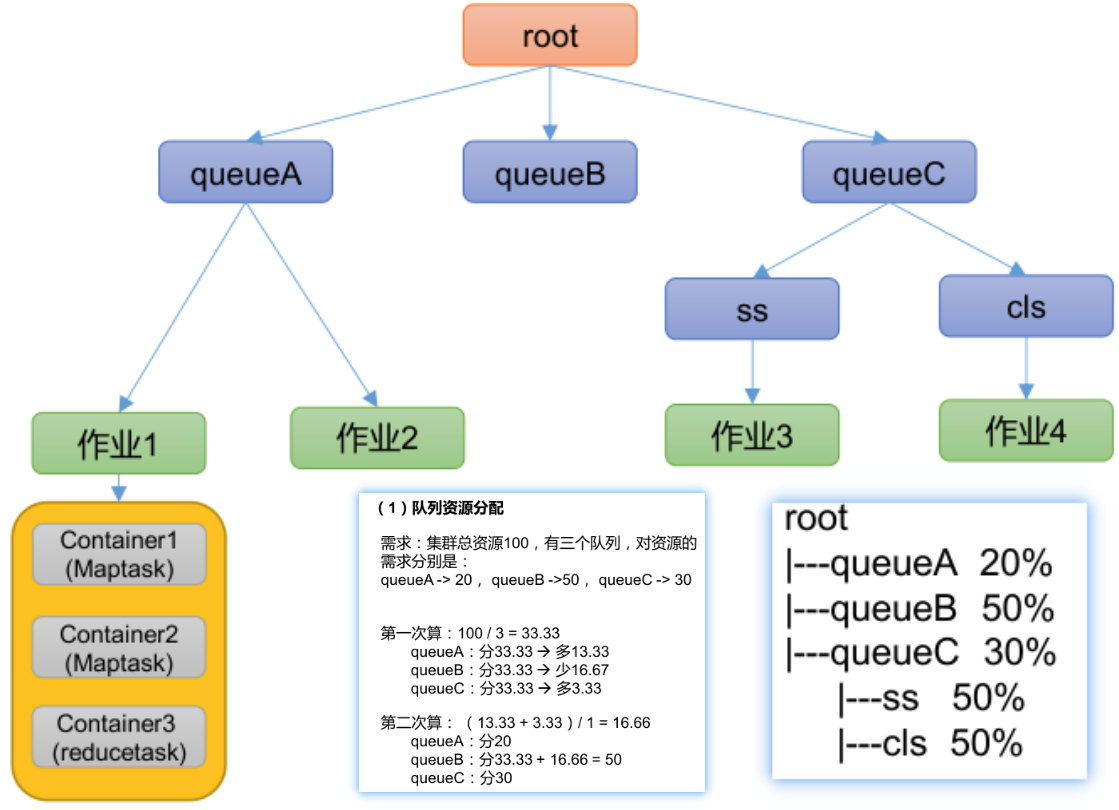 root
queueA
queueB
queueC
ss
cls
作业1
作业2
作业3
作业4
Container1
(Maptask)
Container2
(Maptask)
Container3
(reducetask)
（1）队列资源分配
需求：集群总资源100，有三个队列，对资源的
需求分别是：
queueA -> 20 ， queueB ->50 ， queueC -> 30
第一次算：100 / 3 = 33.33
queueA：分33.33 → 多13.33
queueB：分33.33 → 少16.67
queueC：分33.33 → 多3.33
第二次算：（13.33 + 3.33 ）/ 1 = 16.66
queueA：分20
queueB：分33.33 + 16.66 = 50
queueC：分30
root
|---queueA 20%
|---queueB 50%
|---queueC 30%
|---ss 50%
|---cls 50%